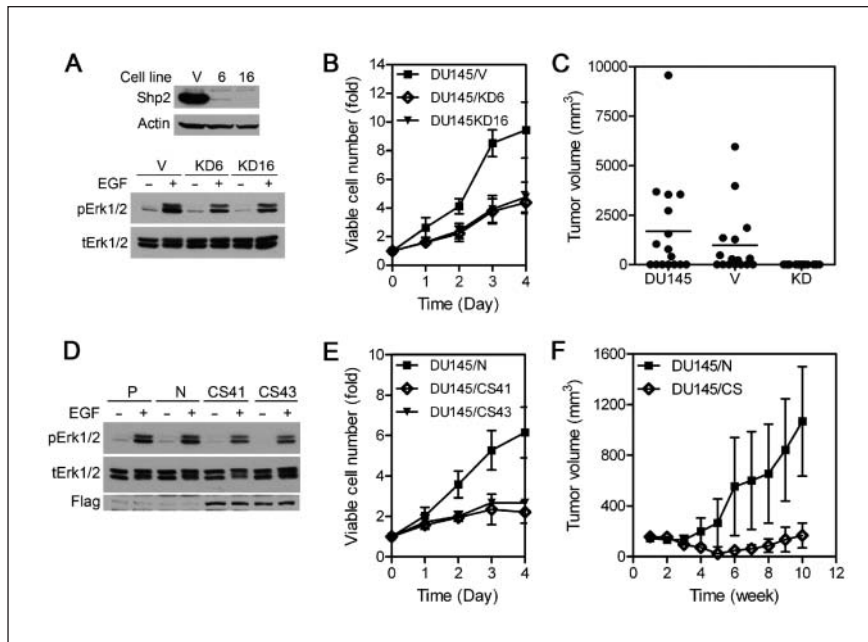 A
Cell line V 6 16
Shp2
Actin
V KD6 KD16
EGF − + − + − +
pErk1/2
tErk1/2
B
Viable cell number (fold)
14
12
10
8
6
4
2
0
DU145/V
DU145/KD6
DU145KD16
0 1 2 3 4
Time (Day)
C
Tumor volume (mm³)
10000
7500
5000
2500
0
DU145 V KD
D
P N CS41 CS43
EGF − + − + − + − +
pErk1/2
tErk1/2
Flag
E
Viable cell number (fold)
10
8
6
4
2
0
DU145/N
DU145/CS41
DU145/CS43
0 1 2 3 4
Time (Day)
F
Tumor volume (mm³)
1600
1200
800
400
0
DU145/N
DU145/CS
0 2 4 6 8 10 12
Time (week)